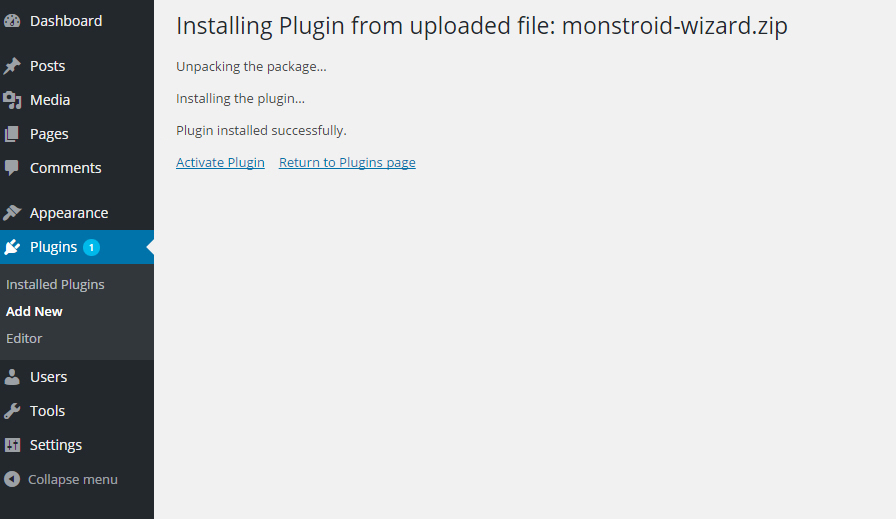 Dashboard
Posts
Media
Pages
Comments
Appearance
Plugins 1
Installed Plugins
Add New
Editor
Users
Tools
Settings
Collapse menu
Installing Plugin from uploaded file: monstroid-wizard.zip
Unpacking the package…
Installing the plugin…
Plugin installed successfully.
Activate Plugin Return to Plugins page